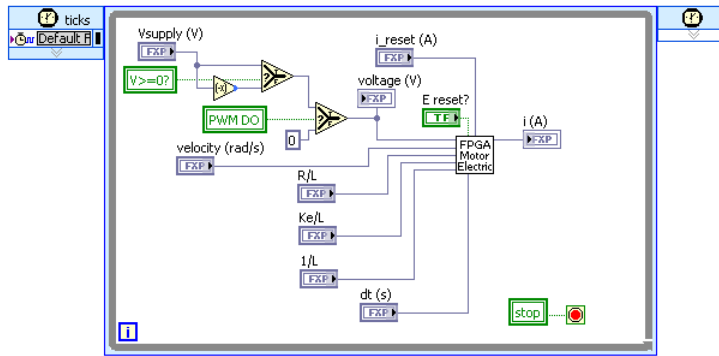 ticks
Default
Vsupply (V)
FXP
V>=0?
(-x)
?
T
F
PWM DO
0
?
T
F
i_reset (A)
FXP
voltage (V)
FXP
E reset?
TF
velocity (rad/s)
FXP
FPGA
Motor
Electric
i (A)
FXP
R/L
FXP
Ke/L
FXP
1/L
FXP
dt (s)
FXP
stop
i